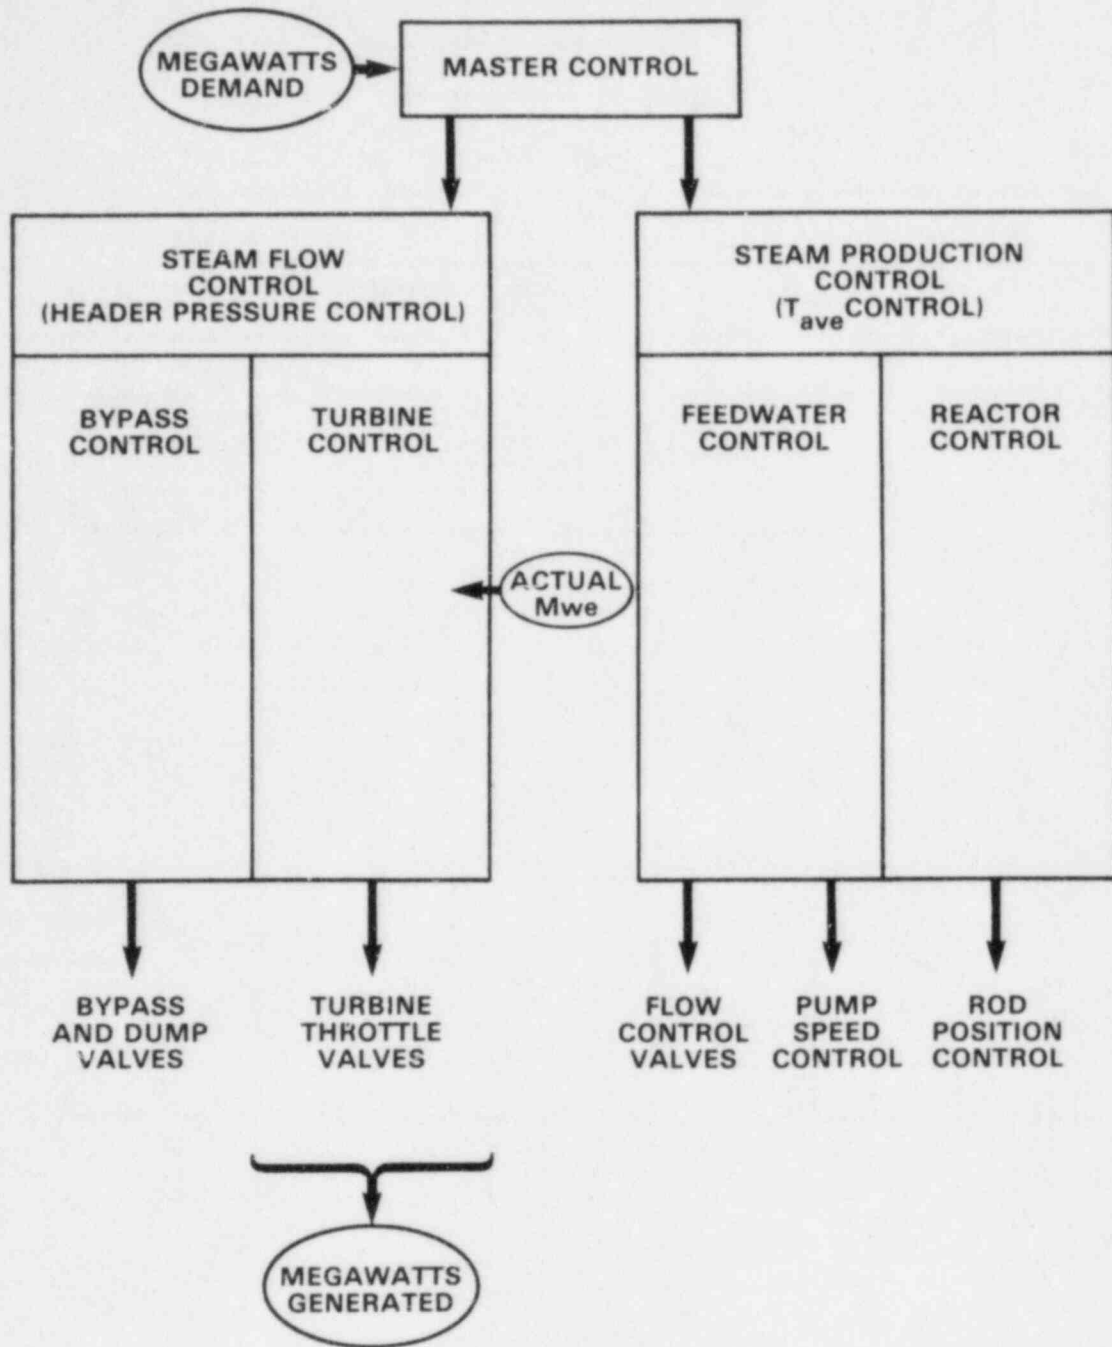 MEGAWATTS
DEMAND
MASTER CONTROL
STEAM FLOW
CONTROL
(HEADER PRESSURE CONTROL)
STEAM PRODUCTION
CONTROL
(Tave CONTROL)
BYPASS
CONTROL
TURBINE
CONTROL
FEEDWATER
CONTROL
REACTOR
CONTROL
ACTUAL
Mwe
BYPASS
AND DUMP
VALVES
TURBINE
THROTTLE
VALVES
FLOW
CONTROL
VALVES
PUMP
SPEED
CONTROL
ROD
POSITION
CONTROL
MEGAWATTS
GENERATED